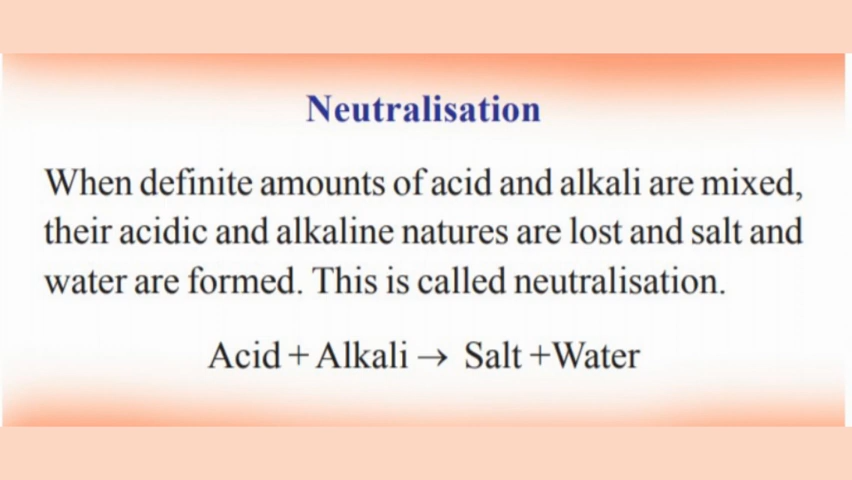 Neutralisation
When definite amounts of acid and alkali are mixed,
their acidic and alkaline natures are lost and salt and
water are formed. This is called neutralisation.
Acid + Alkali → Salt +Water